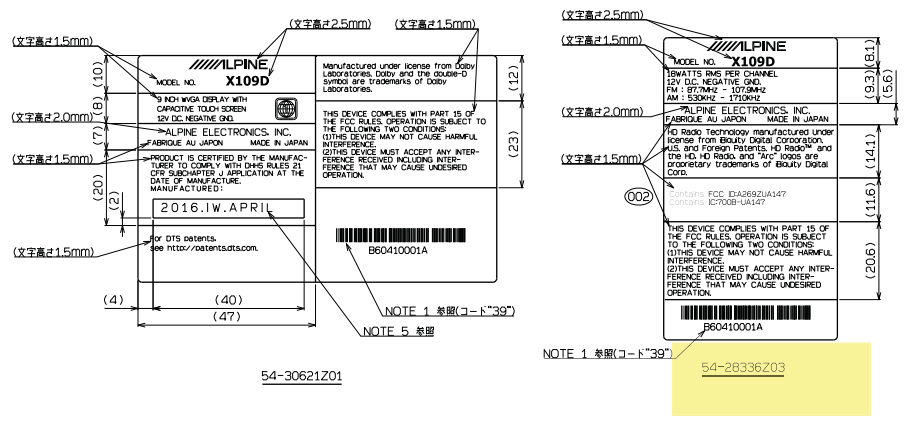 (文字高さ1.5mm)
(文字高さ2.5mm)
(文字高さ1.5mm)
ALPINE
MODEL NO. X109D
9 INCH WVGA DISPLAY WITH
CAPACITIVE TOUCH SCREEN
12V D.C. NEGATIVE GND.
(文字高さ2.0mm)
ALPINE ELECTRONICS, INC.
FABRIQUE AU JAPON MADE IN JAPAN
(文字高さ1.5mm)
PRODUCT IS CERTIFIED BY THE MANUFAC-
TURER TO COMPLY WITH DHHS RULES 21
CFR SUBCHAPTER J APPLICATION AT THE
DATE OF MANUFACTURE.
MANUFACTURED:
2016.IW.APRIL
For DTS patents,
see http://patents.dts.com.
(文字高さ1.5mm)
(10)
(8)
(7)
(20)
(2)
(4)
(40)
(47)
Manufactured under license from Dolby
Laboratories. Dolby and the double-D
symbol are trademarks of Dolby
Laboratories.
THIS DEVICE COMPLIES WITH PART 15 OF
THE FCC RULES. OPERATION IS SUBJECT TO
THE FOLLOWING TWO CONDITIONS:
(1)THIS DEVICE MAY NOT CAUSE HARMFUL
INTERFERENCE.
(2)THIS DEVICE MUST ACCEPT ANY INTER-
FERENCE RECEIVED INCLUDING INTER-
FERENCE THAT MAY CAUSE UNDESIRED
OPERATION.
(12)
(23)
B60410001A
NOTE 1 参照(コード"39")
NOTE 5 参照
54-30621Z01
(文字高さ2.5mm)
(文字高さ1.5mm)
ALPINE
MODEL NO. X109D
18WATTS RMS PER CHANNEL
12V D.C. NEGATIVE GND.
FM : 87.7MHz - 107.9MHz
AM : 530KHz - 1710KHz
(文字高さ2.0mm)
ALPINE ELECTRONICS, INC.
FABRIQUE AU JAPON MADE IN JAPAN
(文字高さ1.5mm)
HD Radio Technology manufactured under
license from iBiquity Digital Corporation.
U.S. and Foreign Patents. HD Radio™ and
the HD, HD Radio, and "Arc" logos are
proprietary trademarks of iBiquity Digital
Corp.
002
Contains FCC ID:A269ZUA147
Contains IC:700B-UA147
THIS DEVICE COMPLIES WITH PART 15 OF
THE FCC RULES. OPERATION IS SUBJECT
TO THE FOLLOWING TWO CONDITIONS:
(1)THIS DEVICE MAY NOT CAUSE HARMFUL
INTERFERENCE.
(2)THIS DEVICE MUST ACCEPT ANY INTER-
FERENCE RECEIVED INCLUDING INTER-
FERENCE THAT MAY CAUSE UNDESIRED
OPERATION.
B60410001A
(8.1)
(9.3)
(5.6)
(14.1)
(11.6)
(20.6)
NOTE 1 参照(コード"39")
54-28336Z03